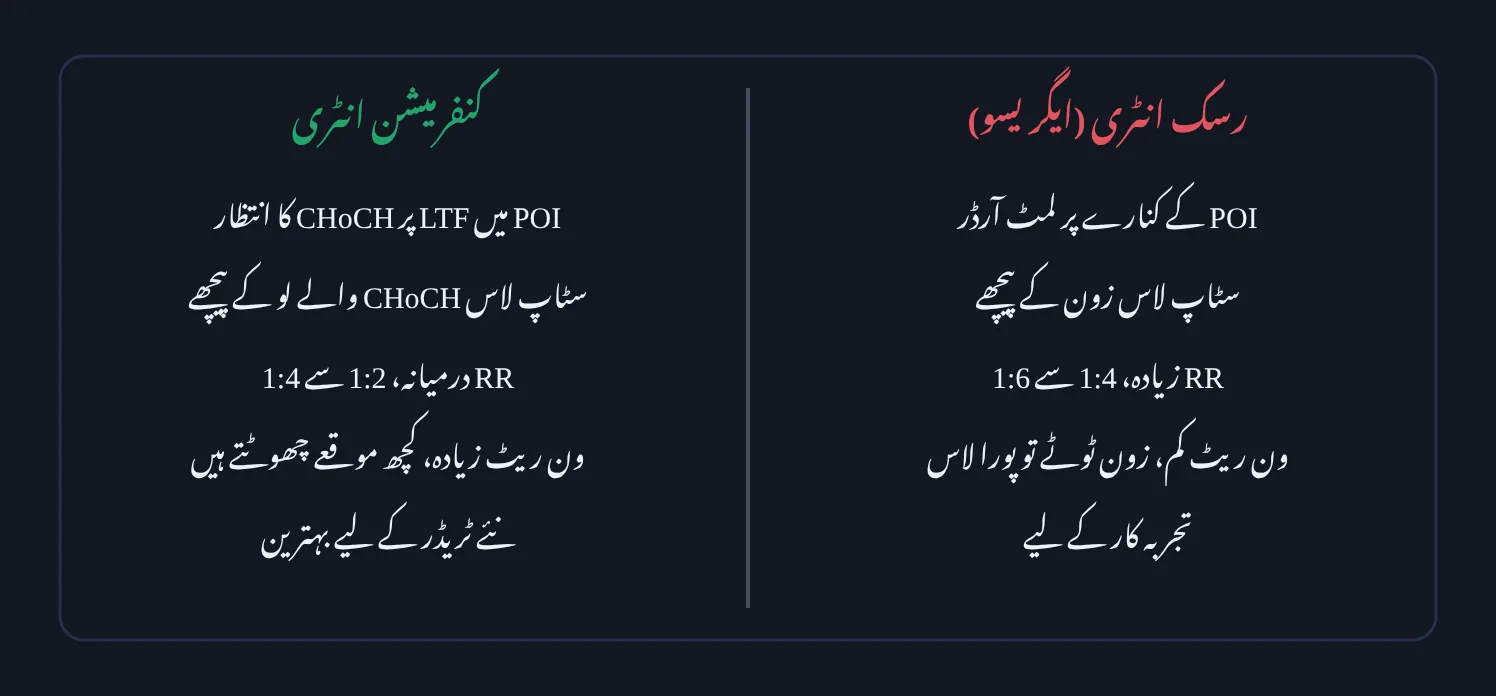 رسک انٹری (ایگریسو)
POI کے کنارے پر لمٹ آرڈر
سٹاپ لاس زون کے پیچھے
RR زیادہ، 1:4 سے 1:6
ون ریٹ کم، زون ٹوٹے تو پورا لاس
تجربہ کار کے لیے
کنفرمیشن انٹری
POI میں LTF پر CHoCH کا انتظار
سٹاپ لاس CHoCH والے لو کے پیچھے
RR درمیانہ، 1:2 سے 1:4
ون ریٹ زیادہ، کچھ موقعے چھوٹتے ہیں
نئے ٹریڈر کے لیے بہترین